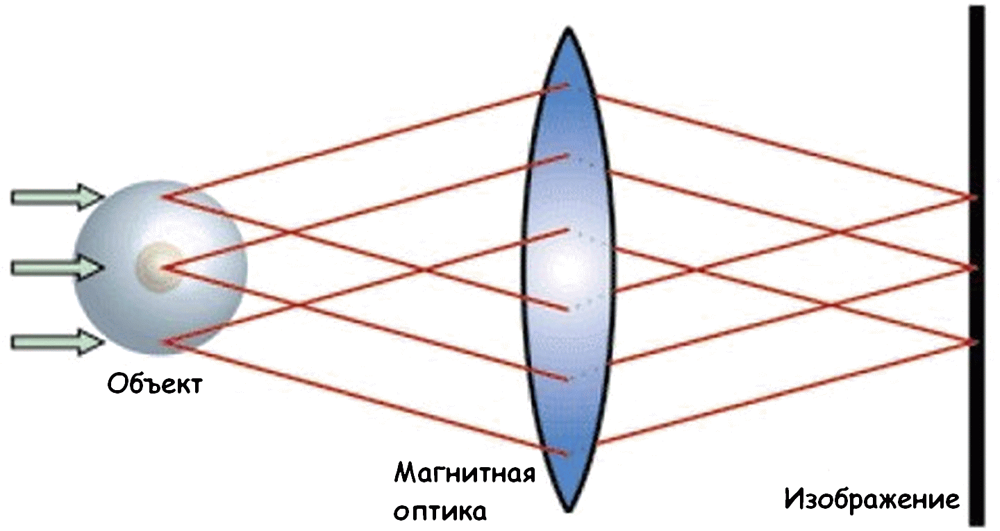 Объект
Магнитная
оптика
Изображение